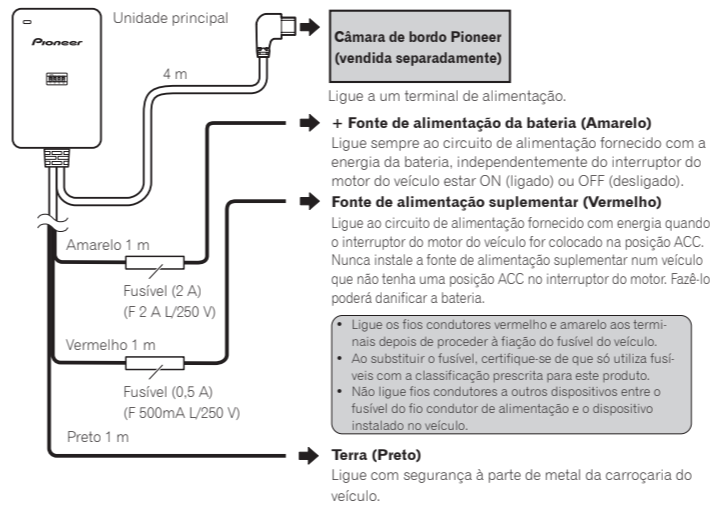 Unidade principal
Pioneer
4 m
Câmara de bordo Pioneer
(vendida separadamente)
Ligue a um terminal de alimentação.
+ Fonte de alimentação da bateria (Amarelo)
Ligue sempre ao circuito de alimentação fornecido com a
energia da bateria, independentemente do interruptor do
motor do veículo estar ON (ligado) ou OFF (desligado).
Fonte de alimentação suplementar (Vermelho)
Ligue ao circuito de alimentação fornecido com energia quando
o interruptor do motor do veículo for colocado na posição ACC.
Nunca instale a fonte de alimentação suplementar num veículo
que não tenha uma posição ACC no interruptor do motor. Fazê-lo
poderá danificar a bateria.
Amarelo 1 m
Fusível (2 A)
(F 2 A L/250 V)
Vermelho 1 m
Fusível (0,5 A)
(F 500mA L/250 V)
• Ligue os fios condutores vermelho e amarelo aos termi-
nais depois de proceder à fiação do fusível do veículo.
• Ao substituir o fusível, certifique-se de que só utiliza fusí-
veis com a classificação prescrita para este produto.
• Não ligue fios condutores a outros dispositivos entre o
fusível do fio condutor de alimentação e o dispositivo
instalado no veículo.
Preto 1 m
Terra (Preto)
Ligue com segurança à parte de metal da carroçaria do
veículo.